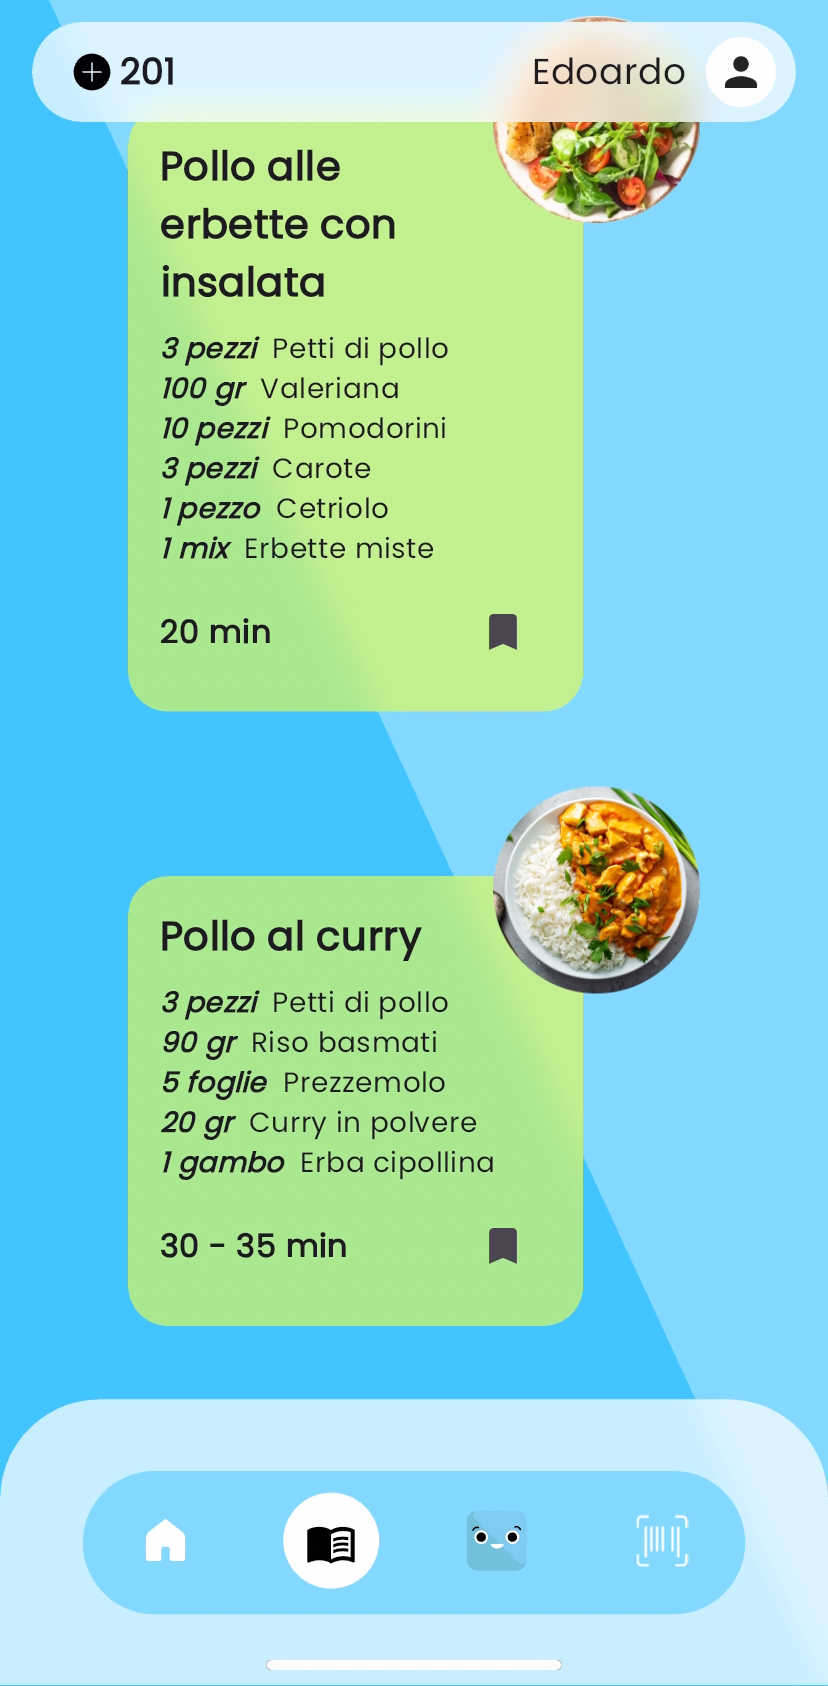 201
Edoardo
Pollo alle
erbette con
insalata
3 pezzi Petti di pollo
100 gr Valeriana
10 pezzi Pomodorini
3 pezzi Carote
1 pezzo Cetriolo
1 mix Erbette miste
20 min
Pollo al curry
3 pezzi Petti di pollo
90 gr Riso basmati
5 foglie Prezzemolo
20 gr Curry in polvere
1 gambo Erba cipollina
30 - 35 min